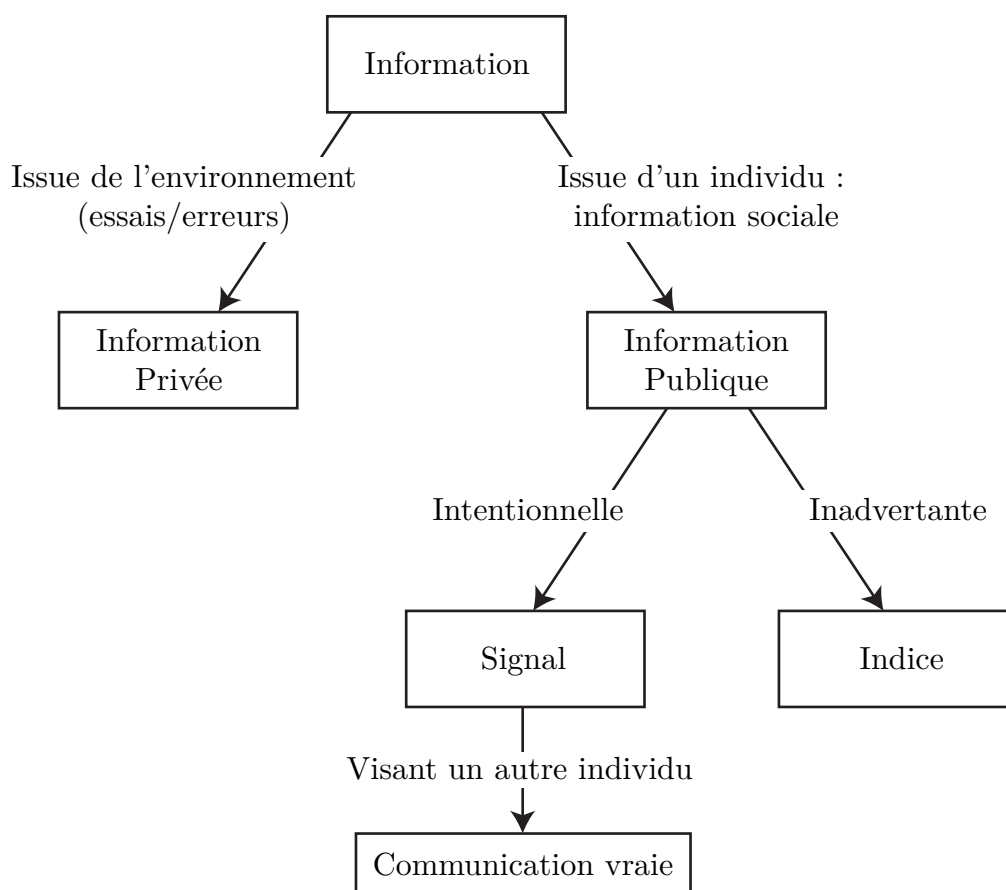 Information
Issue de l'environnement
(essais/erreurs)
Issue d'un individu :
information sociale
Information
Privée
Information
Publique
Intentionnelle
Inadvertante
Signal
Indice
Visant un autre individu
Communication vraie